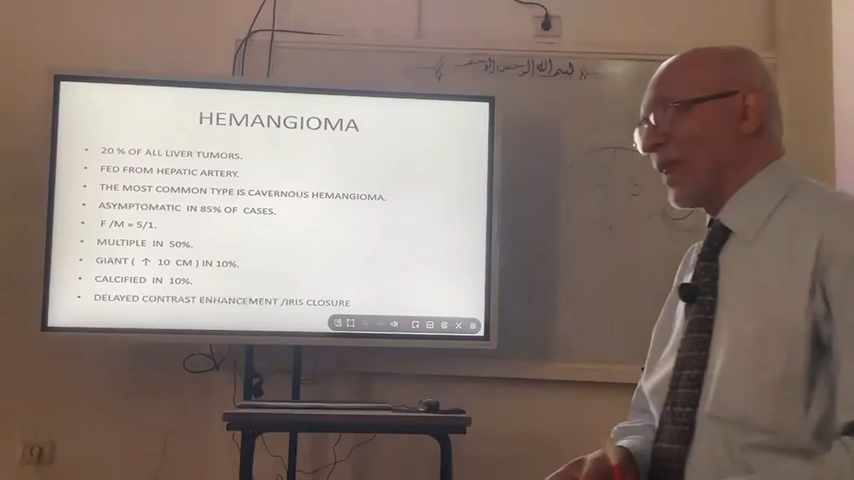 بسم الله الرحمن الرحيم
HEMANGIOMA
• 20 % OF ALL LIVER TUMORS.
• FED FROM HEPATIC ARTERY.
• THE MOST COMMON TYPE IS CAVERNOUS HEMANGIOMA.
• ASYMPTOMATIC IN 85% OF CASES.
• F /M = 5/1.
• MULTIPLE IN 50%.
• GIANT ( ↑ 10 CM ) IN 10%.
• CALCIFIED IN 10%.
• DELAYED CONTRAST ENHANCEMENT /IRIS CLOSURE